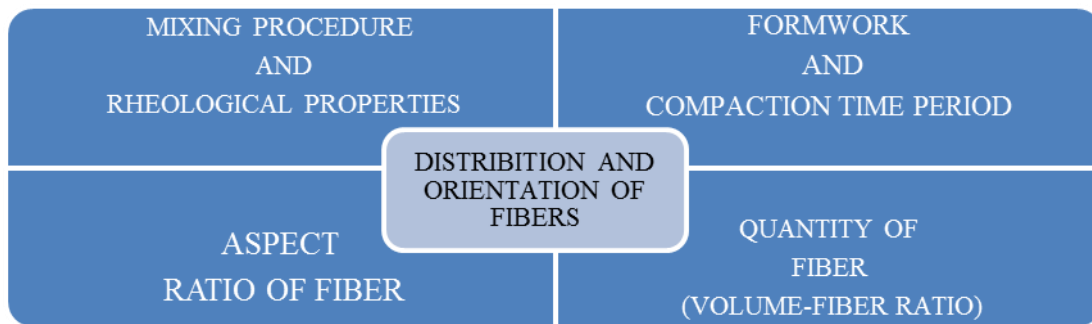 MIXING PROCEDURE
AND
RHEOLOGICAL PROPERTIES
FORMWORK
AND
COMPACTION TIME PERIOD
DISTRIBITION AND
ORIENTATION OF
FIBERS
ASPECT
RATIO OF FIBER
QUANTITY OF
FIBER
(VOLUME-FIBER RATIO)